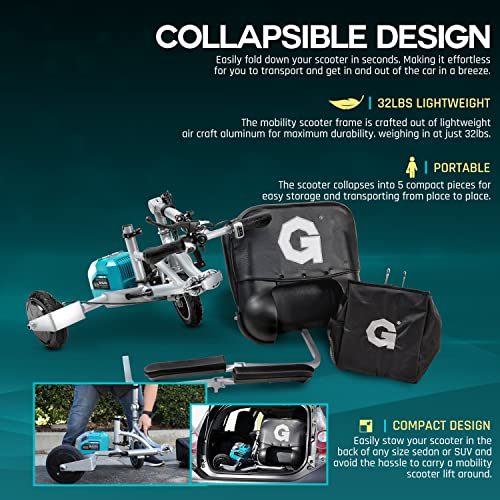 COLLAPSIBLE DESIGN
Easily fold down your scooter in seconds. Making it effortless
for you to transport and get in and out of the car in a breeze.
32LBS LIGHTWEIGHT
The mobility scooter frame is crafted out of lightweight
air craft aluminum for maximum durability. weighing in at just 32lbs.
PORTABLE
The scooter collapses into 5 compact pieces for
easy storage and transporting from place to place.
G
G
COMPACT DESIGN
Easily stow your scooter in the
back of any size sedan or SUV and
avoid the hassle to carry a mobility
scooter lift around.
G